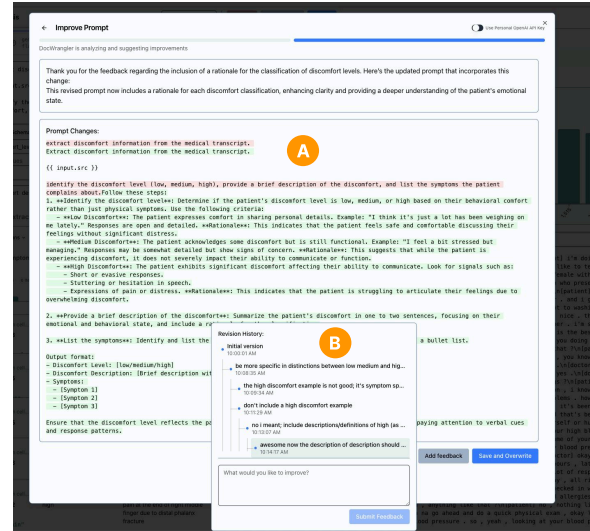 ← Improve Prompt
Use Personal OpenAI API Key
×
DocWrangler is analyzing and suggesting improvements
Thank you for the feedback regarding the inclusion of a rationale for the classification of discomfort levels. Here's the updated prompt that incorporates this
change:
This revised prompt now includes a rationale for each discomfort classification, enhancing clarity and providing a deeper understanding of the patient's emotional
state.
Prompt Changes:
extract discomfort information from the medical transcript.
Extract discomfort information from the medical transcript.
{{ input.src }}
identify the discomfort level (low, medium, high), provide a brief description of the discomfort, and list the symptoms the patient
complains about.Follow these steps:
1. **Identify the discomfort level**: Determine if the patient's discomfort level is low, medium, or high based on their behavioral comfort
rather than just physical symptoms. Use the following criteria:
- **Low Discomfort**: The patient expresses comfort in sharing personal details. Example: "I think it's just a lot has been weighing on
me lately." Responses are open and detailed. **Rationale**: This indicates that the patient feels safe and comfortable discussing their
feelings without significant distress.
- **Medium Discomfort**: The patient acknowledges some discomfort but is still functional. Example: "I feel a bit stressed but
managing." Responses may be somewhat detailed but show signs of concern. **Rationale**: This suggests that while the patient is
experiencing discomfort, it does not severely impact their ability to communicate or function.
- **High Discomfort**: The patient exhibits significant discomfort affecting their ability to communicate. Look for signals such as:
- Short or evasive responses.
- Stuttering or hesitation in speech.
- Expressions of pain or distress. **Rationale**: This indicates that the patient is struggling to articulate their feelings due to
overwhelming discomfort.
2. **Provide a brief description of the discomfort**: Summarize the patient's discomfort in one to two sentences, focusing on their
emotional and behavioral state, and include a
3. **List the symptoms**: Identify and list the
a bullet list.
Output format:
- Discomfort Level: [low/medium/high]
- Discomfort Description: [Brief description
- Symptoms:
- [Symptom 1]
- [Symptom 2]
- [Symptom 3]
Ensure that the discomfort level reflects the
paying attention to verbal cues
and response patterns.
A
B
Revision History:
Initial version
10:06:01 AM
be more specific in distinctions between low medium and hig...
10:08:35 AM
the high discomfort example is not good; it's symptom sp...
10:09:34 AM
don't include a high discomfort example
10:11:29 AM
no i meant; include descriptions/definitions of high (as ...
10:13:07 AM
awesome now the description of description should ...
10:14:17 AM
What would you like to improve?
Submit Feedback
Add feedback
Save and Overwrite
finger due to distal phalanx
fracture